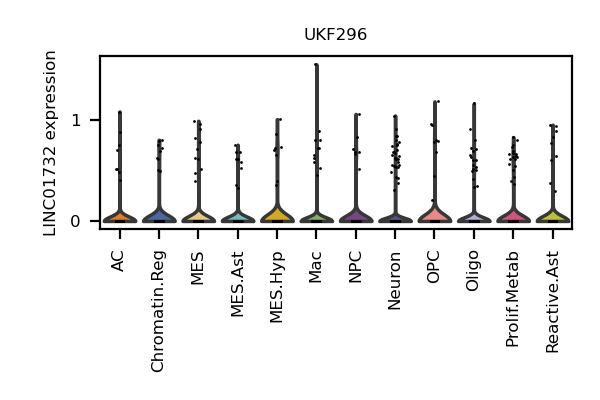 UKF296
LINC01732 expression
1
0
AC
Chromatin.Reg
MES
MES.Ast
MES.Hyp
Mac
NPC
Neuron
OPC
Oligo
Prolif.Metab
Reactive.Ast